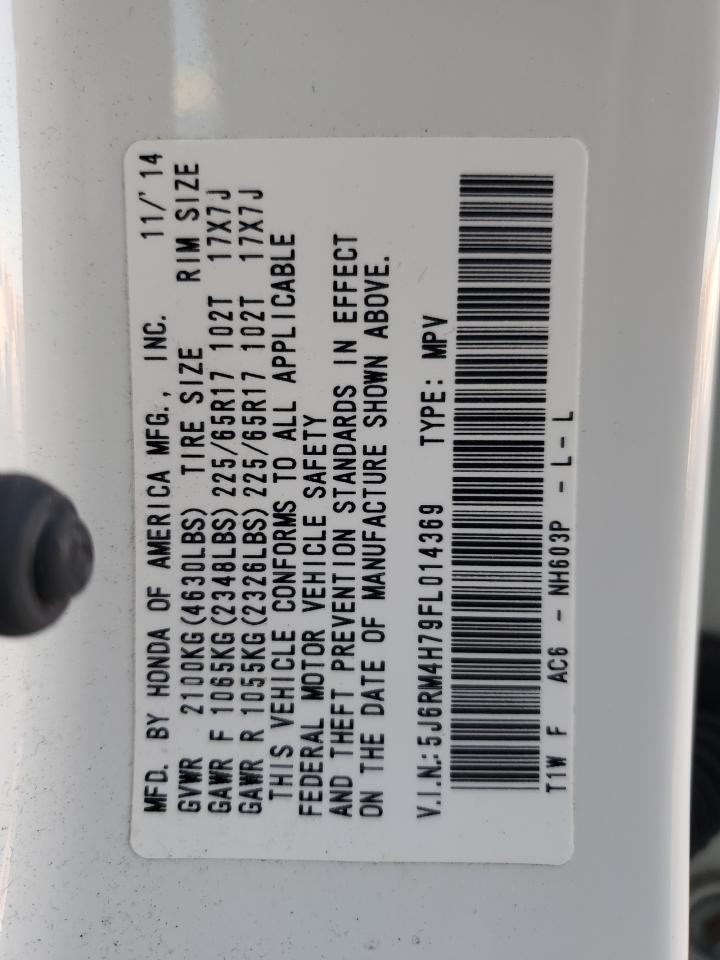 MFD. BY HONDA OF AMERICA MFG., INC. 11/'14
GVWR 2100KG(4630LBS) TIRE SIZE RIM SIZE
GAWR F 1065KG(2348LBS) 225/65R17 102T 17X7J
GAWR R 1055KG(2326LBS) 225/65R17 102T 17X7J
THIS VEHICLE CONFORMS TO ALL APPLICABLE
FEDERAL MOTOR VEHICLE SAFETY
AND THEFT PREVENTION STANDARDS IN EFFECT
ON THE DATE OF MANUFACTURE SHOWN ABOVE.
V.I.N.: 5J6RM4H79FL014369 TYPE: MPV
T1W F AC6 - NH603P - L - L